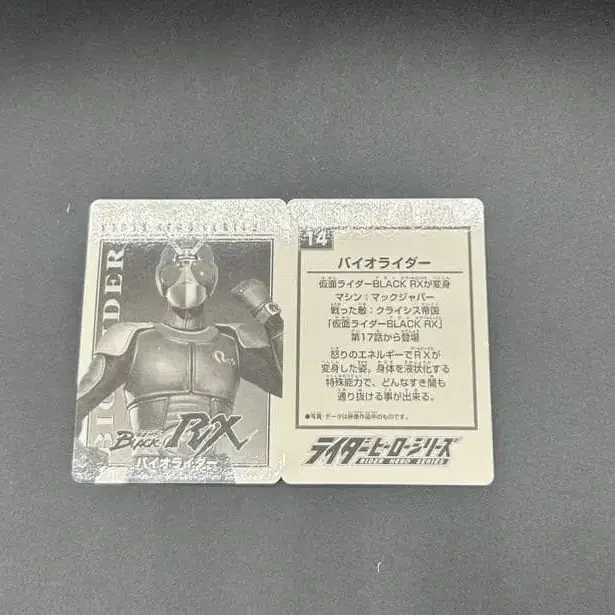 RIDER HERO SERIES
BIO RIDER
BLACK RX
バイオライダー
14
バイオライダー
仮面ライダーBLACK RXが変身
マシン：マックジャバー
戦った敵：クライシス帝国
「仮面ライダーBLACK RX」
第17話から登場
怒りのエネルギーでRXが
変身した姿。身体を液状化する
特殊能力で、どんなすき間も
通り抜ける事が出来る。
●写真・データは映像作品中のものです。
ライダーヒーローシリーズ
RIDER HERO SERIES